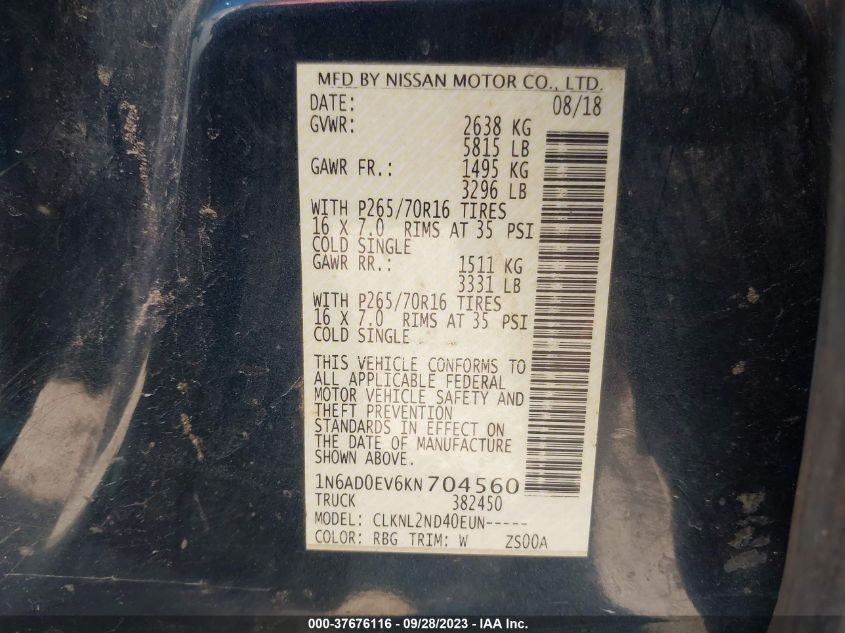 MFD BY NISSAN MOTOR CO., LTD.
DATE: 08/18
GVWR: 2638 KG
5815 LB
GAWR FR.: 1495 KG
3296 LB
WITH P265/70R16 TIRES
16 X 7.0 RIMS AT 35 PSI
COLD SINGLE
GAWR RR.: 1511 KG
3331 LB
WITH P265/70R16 TIRES
16 X 7.0 RIMS AT 35 PSI
COLD SINGLE
THIS VEHICLE CONFORMS TO
ALL APPLICABLE FEDERAL
MOTOR VEHICLE SAFETY AND
THEFT PREVENTION
STANDARDS IN EFFECT ON
THE DATE OF MANUFACTURE
SHOWN ABOVE.
1N6AD0EV6KN704560
TRUCK 382450
MODEL: CLKNL2ND40EUN-----
COLOR: RBG TRIM: W ZS00A
000-37676116 - 09/28/2023 - IAA Inc.